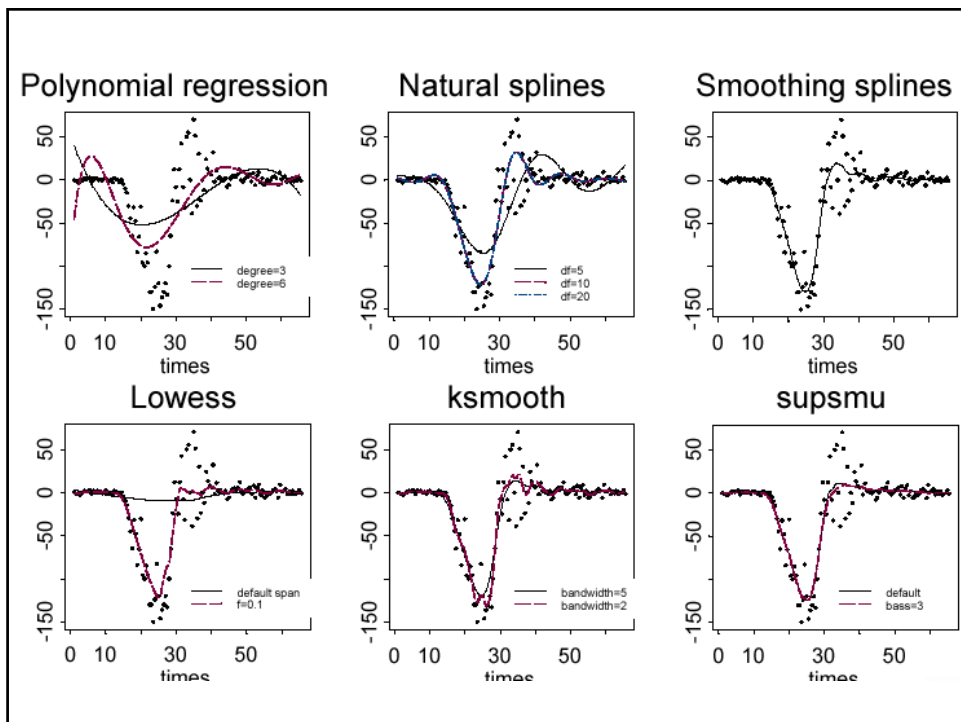 Polynomial regression
50
0
-50
-150
degree=3
degree=6
0 10 30 50
times
Natural splines
50
0
-50
-150
df=5
df=10
df=20
0 10 30 50
times
Smoothing splines
50
0
-50
-150
0 10 30 50
times
Lowess
50
0
-50
-150
default span
f=0.1
0 10 30 50
times
ksmooth
50
0
-50
-150
bandwidth=5
bandwidth=2
0 10 30 50
times
supsmu
50
0
-50
-150
default
bass=3
0 10 30 50
times